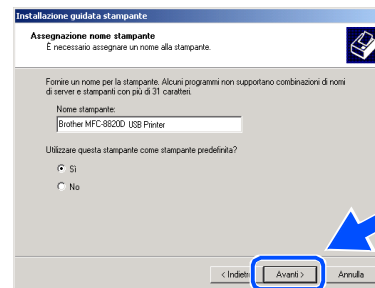 Installazione guidata stampante
Assegnazione nome stampante
È necessario assegnare un nome alla stampante.
Fornire un nome per la stampante. Alcuni programmi non supportano combinazioni di nomi
di server e stampanti con più di 31 caratteri.
Nome stampante:
Brother MFC-8820D USB Printer
Utilizzare questa stampante come stampante predefinita?
Sì
No
< Indietro
Avanti >
Annulla